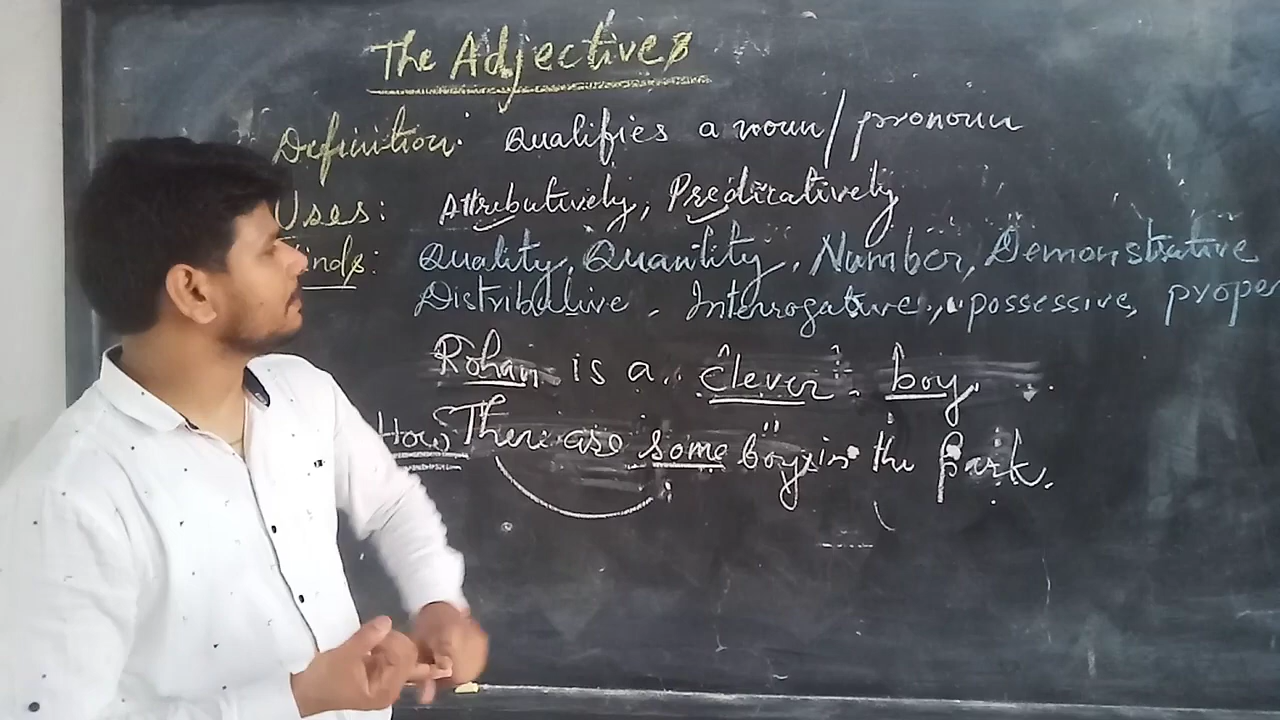 The Adjectives
Definition: Qualifies a noun/pronoun
Uses: Attributively, Predicatively
inds: Quality, Quantity, Number, Demonstrative
Distributive, Interrogative, possessive, proper
Rohan is a clever boy.
How There are some boys in the park.